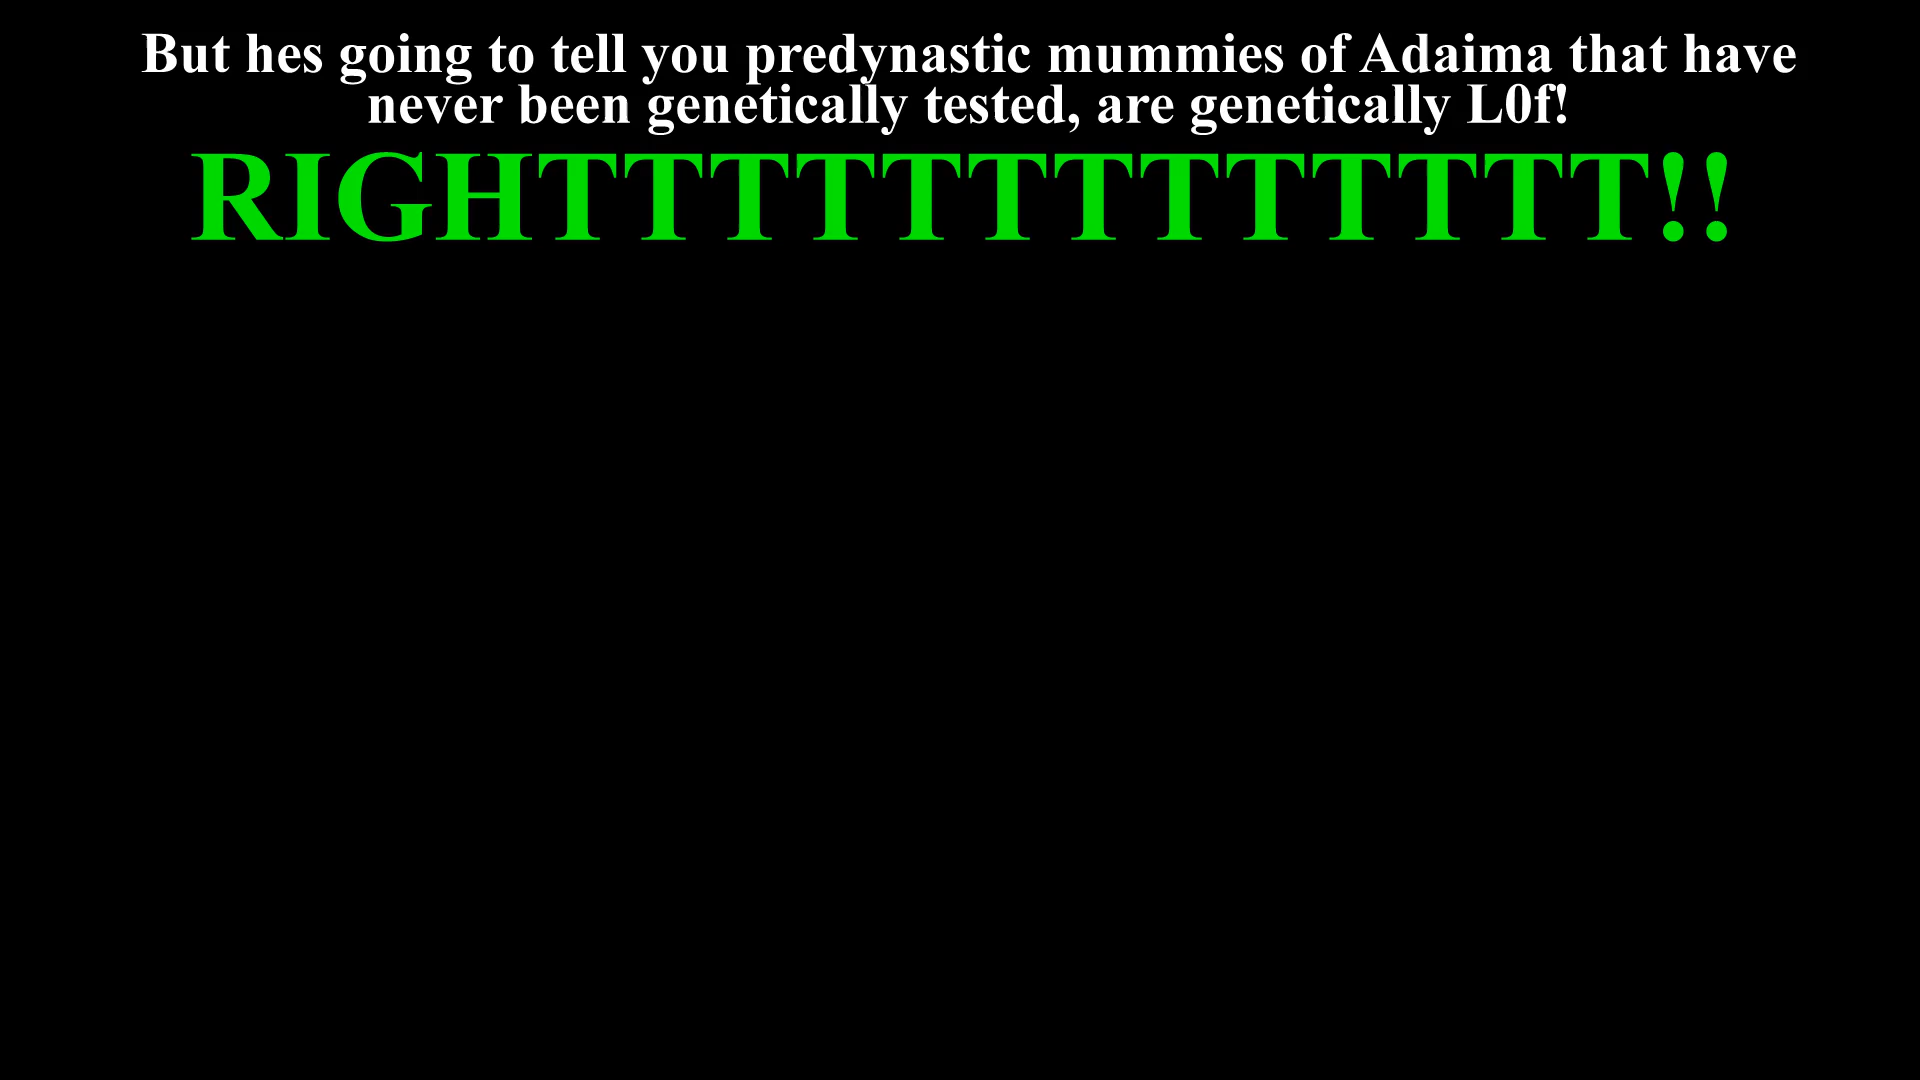 But hes going to tell you predynastic mummies of Adaima that have
never been genetically tested, are genetically L0f!
RIGHTTTTTTTTTTTTT!!